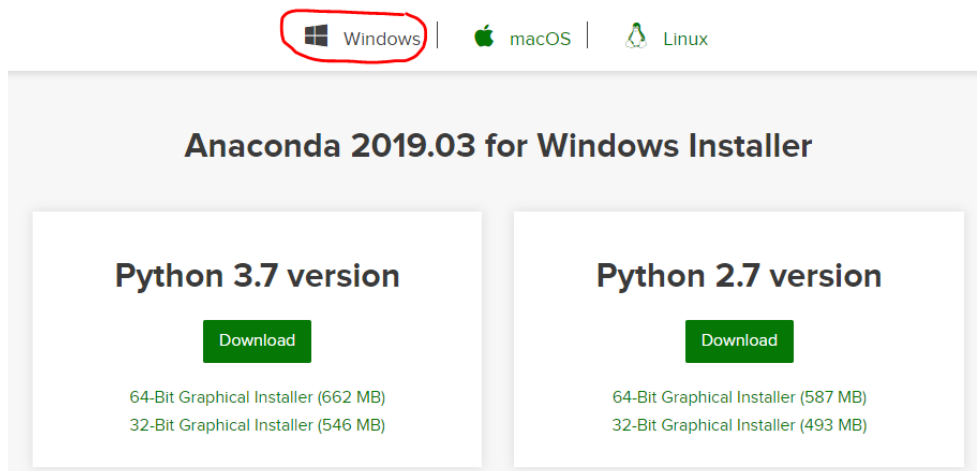 Windows | macOS | Linux
Anaconda 2019.03 for Windows Installer
Python 3.7 version
Download
64-Bit Graphical Installer (662 MB)
32-Bit Graphical Installer (546 MB)
Python 2.7 version
Download
64-Bit Graphical Installer (587 MB)
32-Bit Graphical Installer (493 MB)